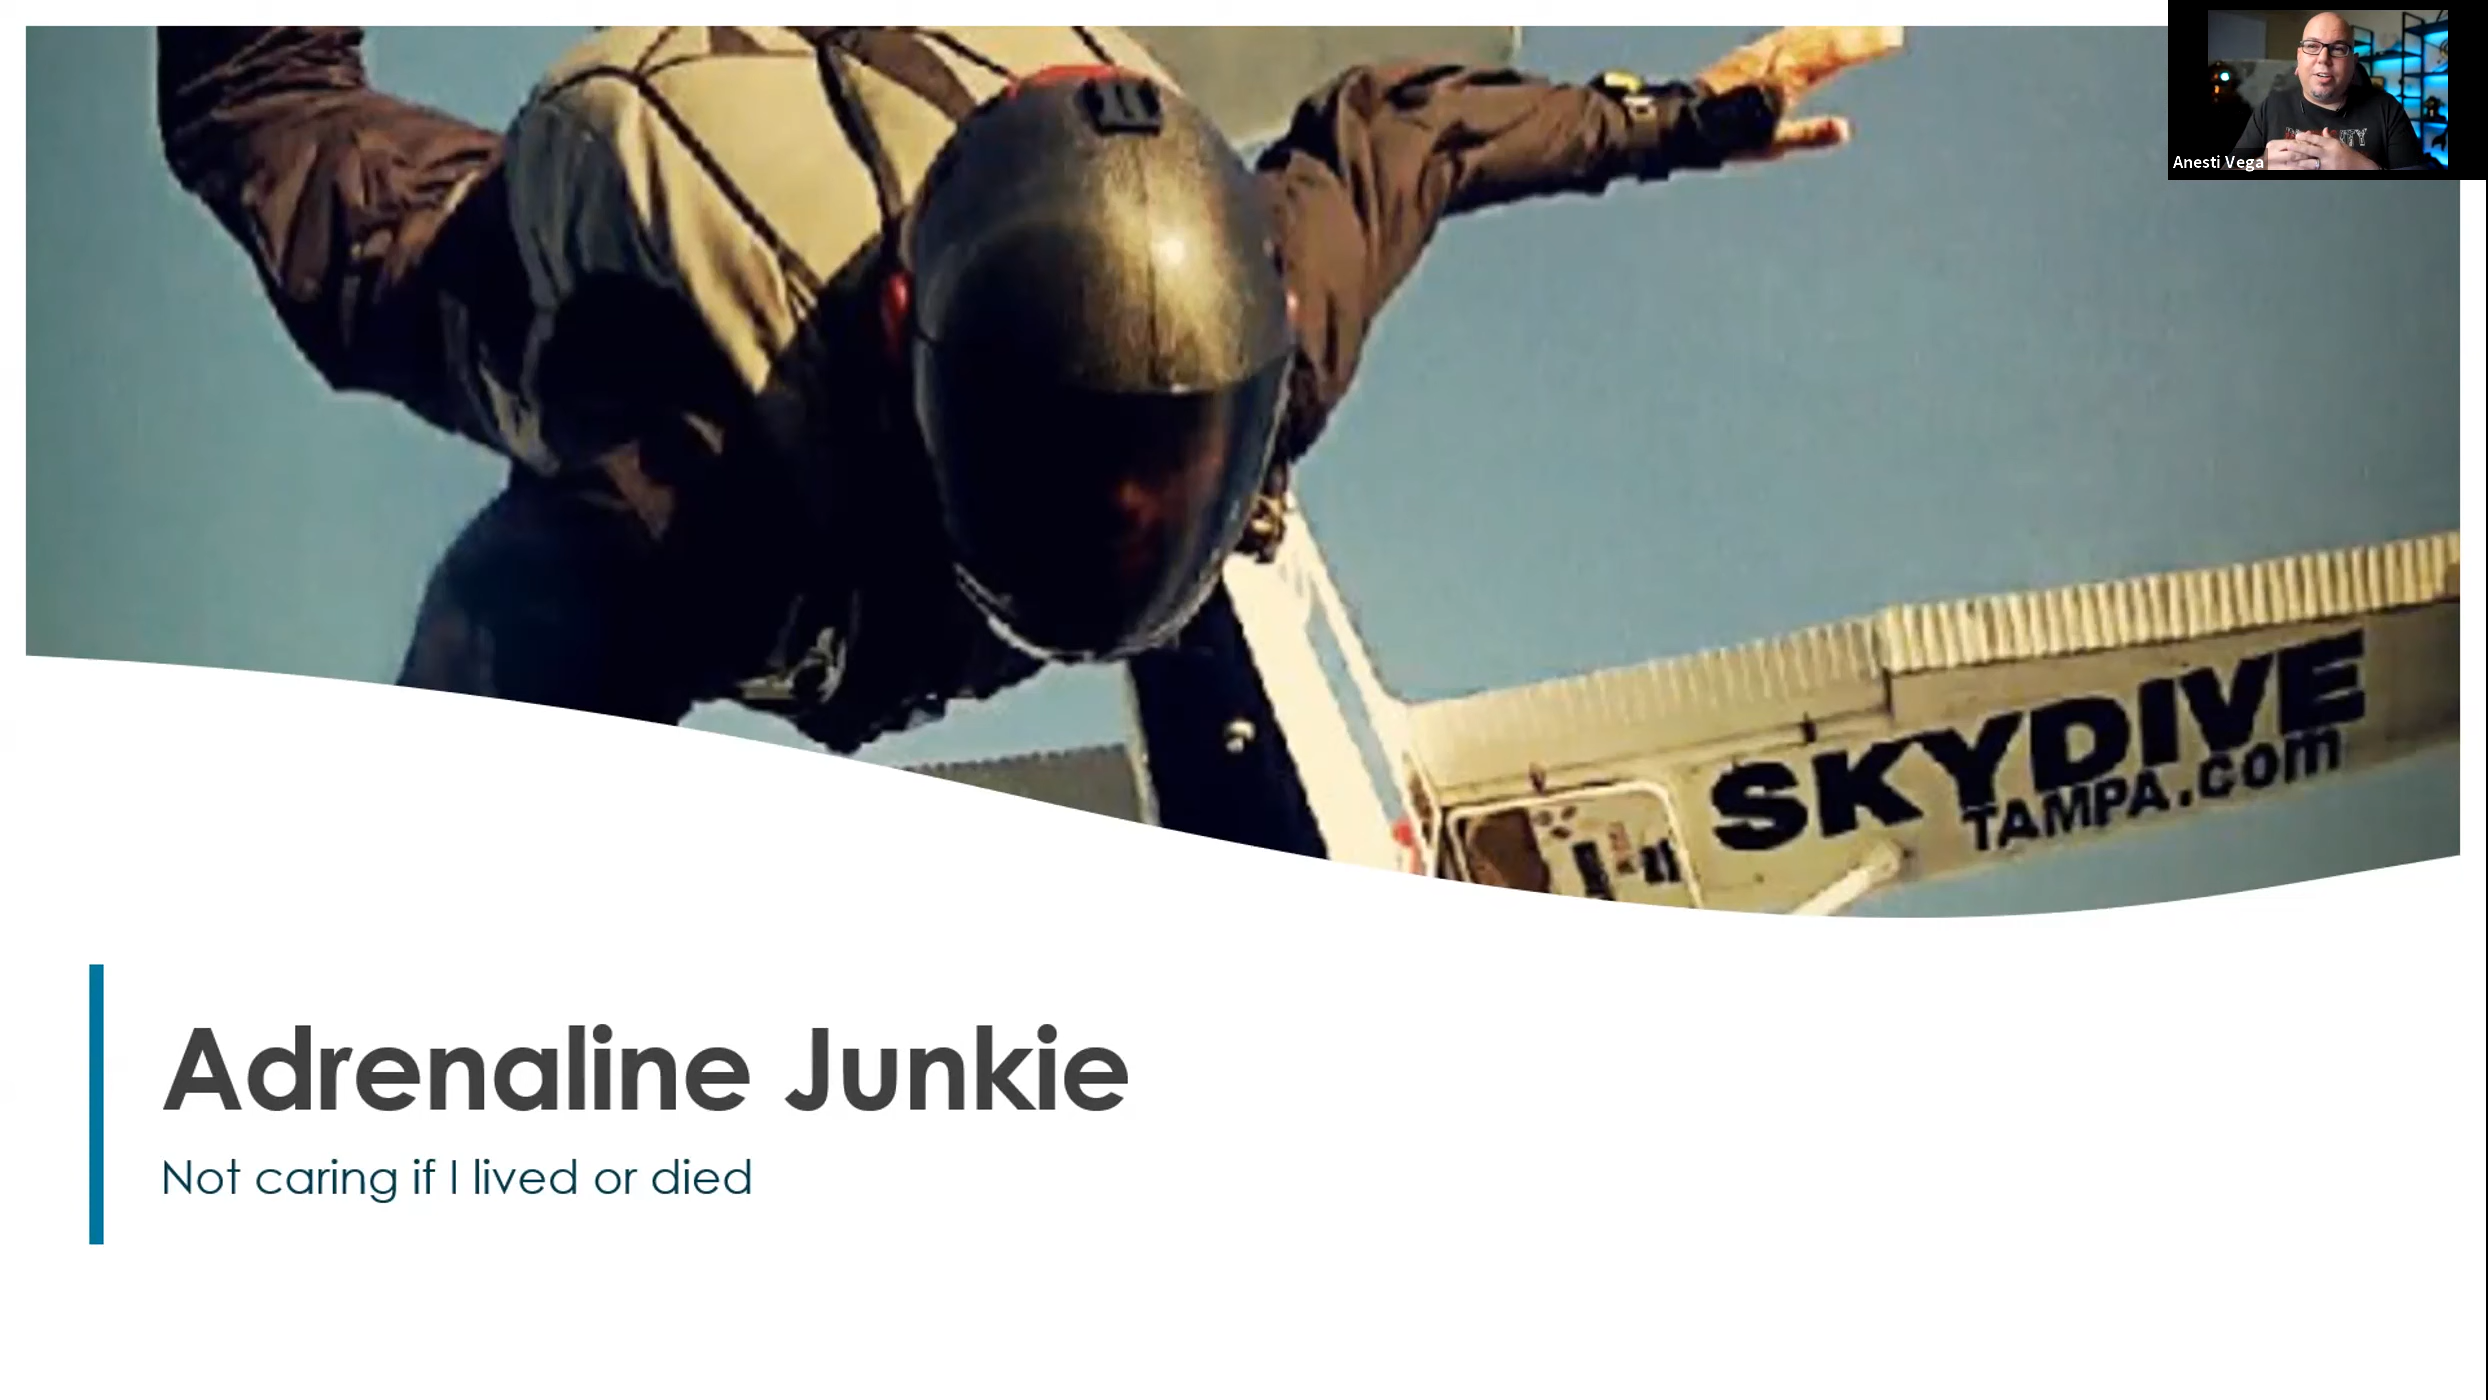 Anesti Vega
SKYDIVE
TAMPA.com
Adrenaline Junkie
Not caring if I lived or died